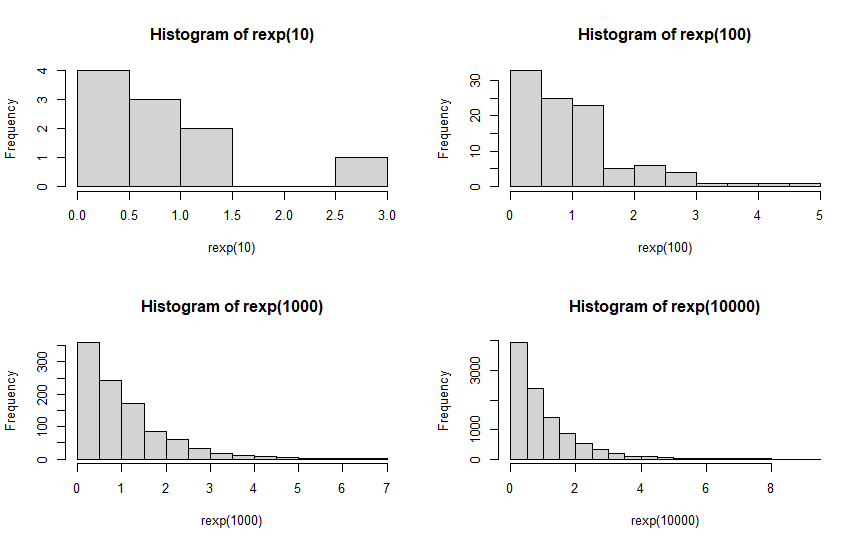 Histogram of rexp(10)
Frequency
0 1 2 3 4
0.0 0.5 1.0 1.5 2.0 2.5 3.0
rexp(10)
Histogram of rexp(100)
Frequency
0 10 20 30
0 1 2 3 4 5
rexp(100)
Histogram of rexp(1000)
Frequency
0 100 200 300
0 1 2 3 4 5 6 7
rexp(1000)
Histogram of rexp(10000)
Frequency
0 1000 3000
0 2 4 6 8
rexp(10000)